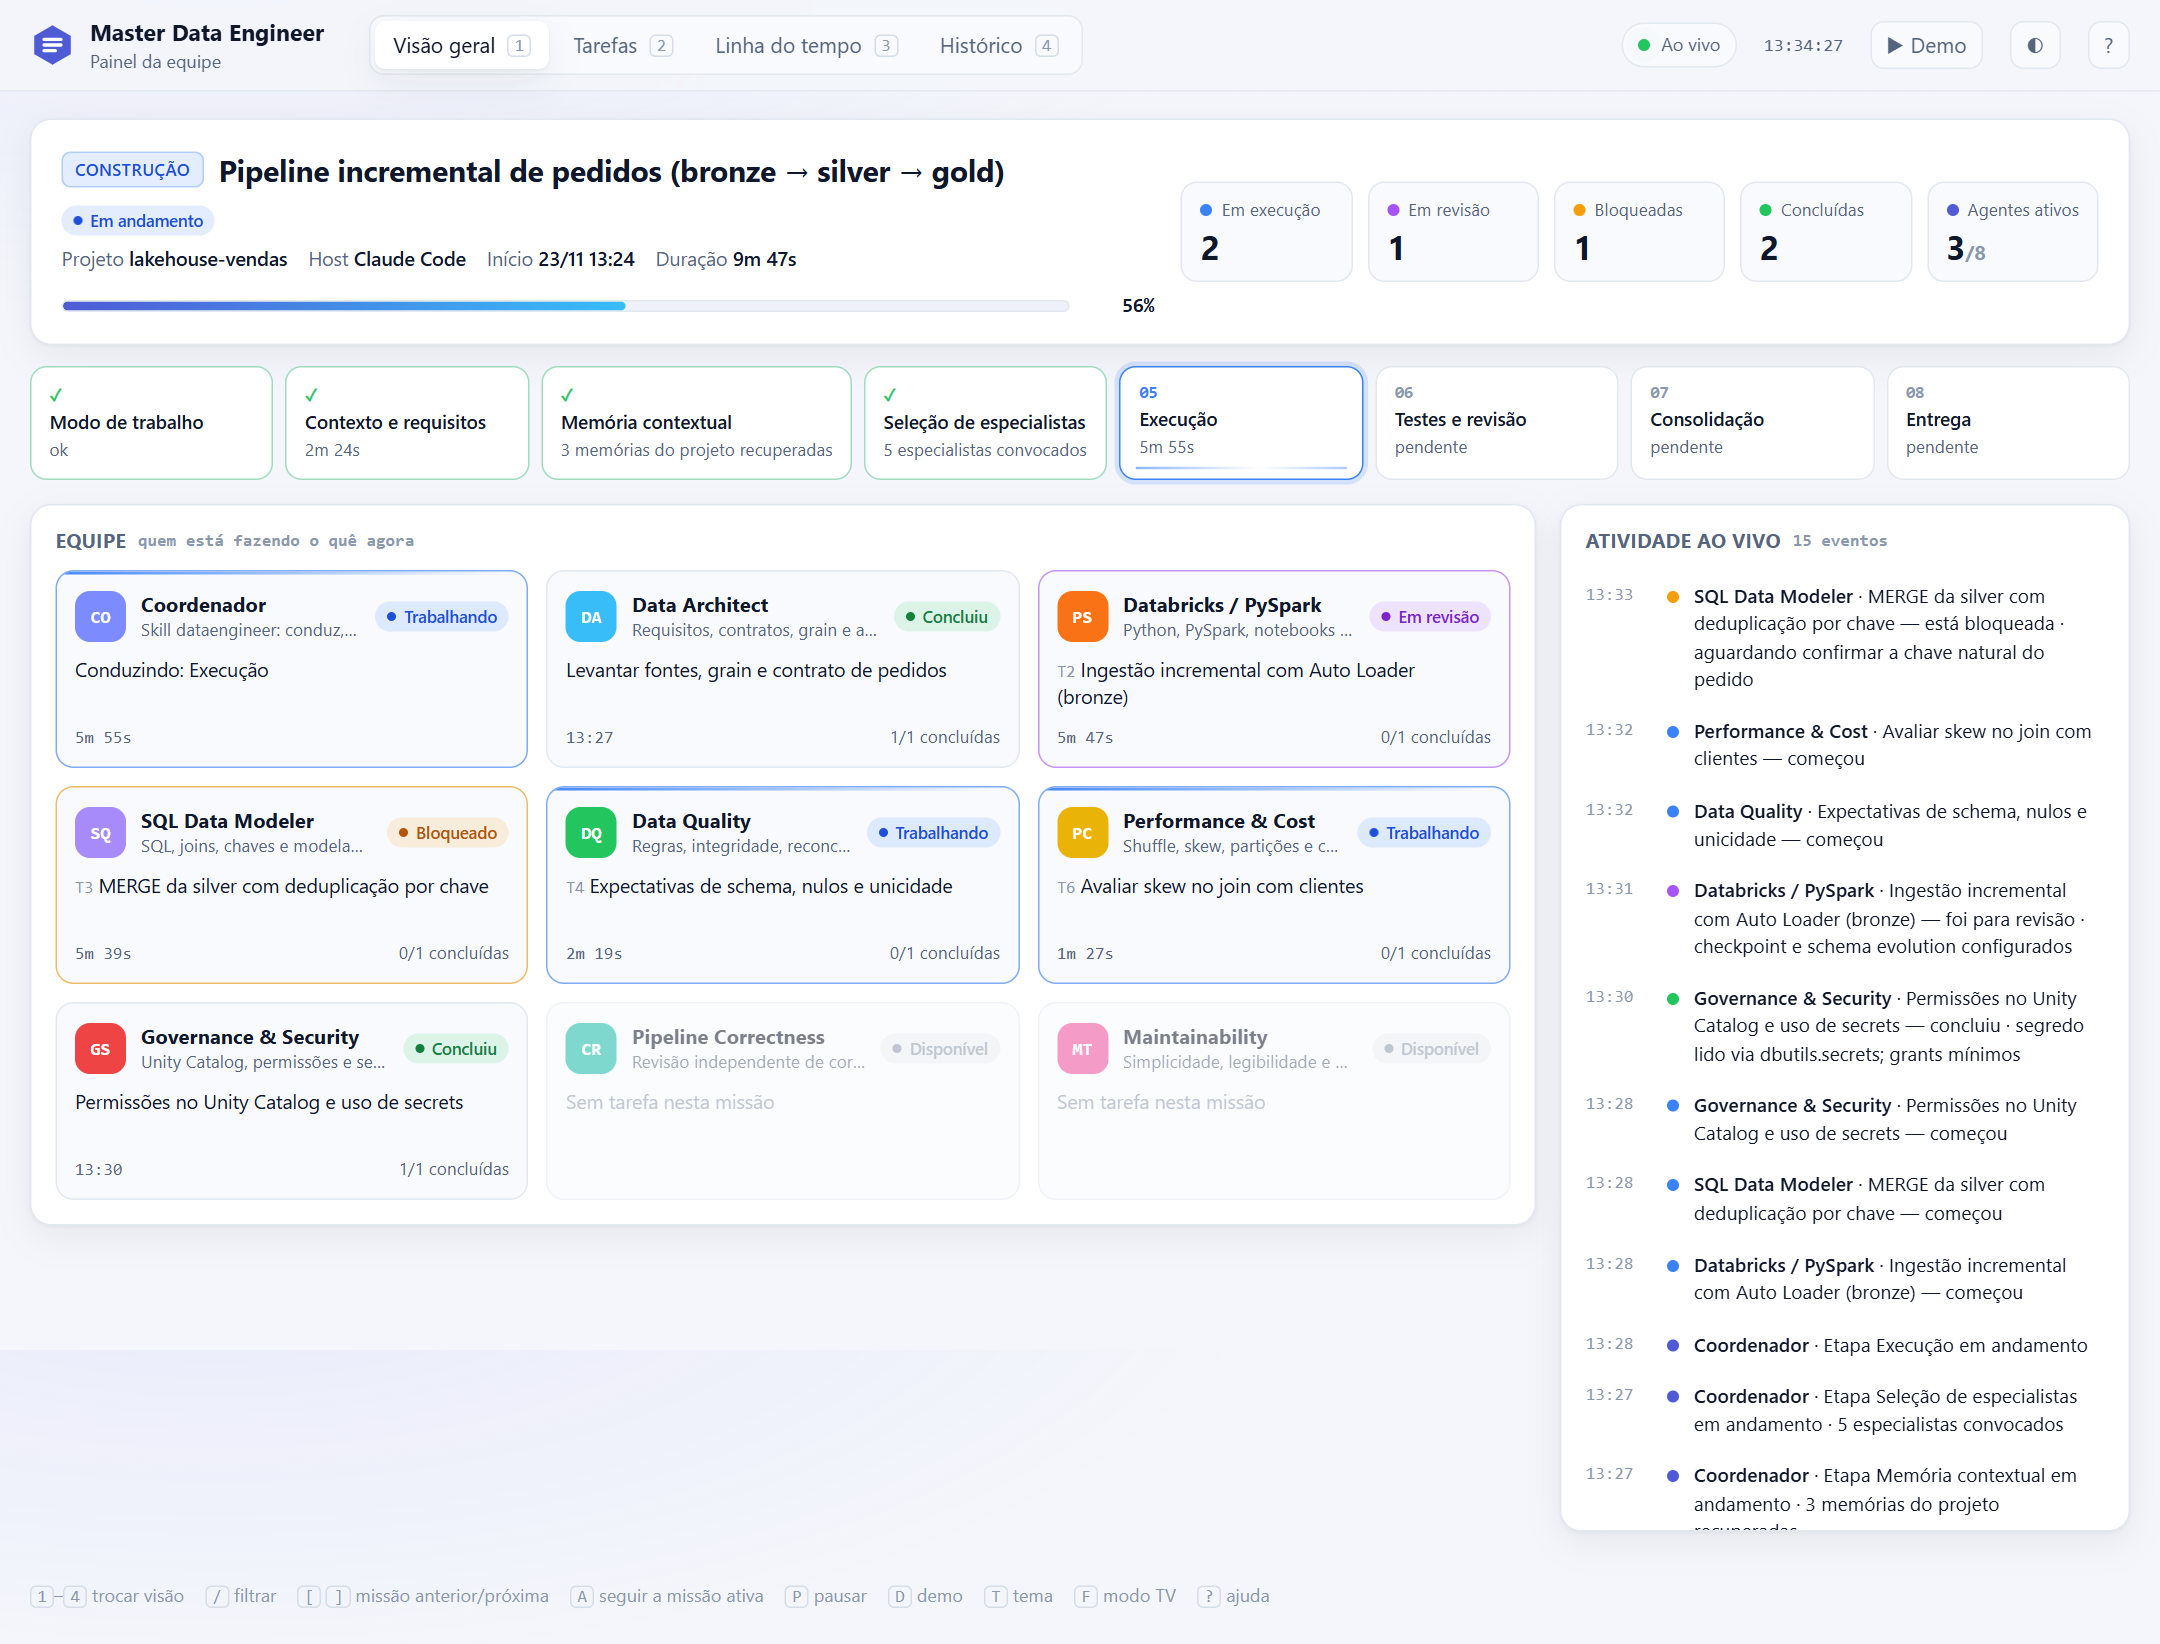 Master Data Engineer
Painel da equipe
Visão geral 1
Tarefas 2
Linha do tempo 3
Histórico 4
Ao vivo
13:34:27
▶ Demo
?
CONSTRUÇÃO
Pipeline incremental de pedidos (bronze → silver → gold)
Em andamento
Projeto lakehouse-vendas Host Claude Code Início 23/11 13:24 Duração 9m 47s
56%
Em execução
2
Em revisão
1
Bloqueadas
1
Concluídas
2
Agentes ativos
3/8
✓
Modo de trabalho
ok
✓
Contexto e requisitos
2m 24s
✓
Memória contextual
3 memórias do projeto recuperadas
✓
Seleção de especialistas
5 especialistas convocados
05
Execução
5m 55s
06
Testes e revisão
pendente
07
Consolidação
pendente
08
Entrega
pendente
EQUIPE quem está fazendo o quê agora
CO
Coordenador
Skill dataengineer: conduz,...
Trabalhando
Conduzindo: Execução
5m 55s
DA
Data Architect
Requisitos, contratos, grain e a...
Concluiu
Levantar fontes, grain e contrato de pedidos
13:27
1/1 concluídas
PS
Databricks / PySpark
Python, PySpark, notebooks ...
Em revisão
T2 Ingestão incremental com Auto Loader
(bronze)
5m 47s
0/1 concluídas
SQ
SQL Data Modeler
SQL, joins, chaves e modela...
Bloqueado
T3 MERGE da silver com deduplicação por chave
5m 39s
0/1 concluídas
DQ
Data Quality
Regras, integridade, reconc...
Trabalhando
T4 Expectativas de schema, nulos e unicidade
2m 19s
0/1 concluídas
PC
Performance & Cost
Shuffle, skew, partições e c...
Trabalhando
T6 Avaliar skew no join com clientes
1m 27s
0/1 concluídas
GS
Governance & Security
Unity Catalog, permissões e se...
Concluiu
Permissões no Unity Catalog e uso de secrets
13:30
1/1 concluídas
CR
Pipeline Correctness
Revisão independente de cor...
Disponível
Sem tarefa nesta missão
MT
Maintainability
Simplicidade, legibilidade e ...
Disponível
Sem tarefa nesta missão
ATIVIDADE AO VIVO 15 eventos
13:33 SQL Data Modeler · MERGE da silver com
deduplicação por chave — está bloqueada ·
aguardando confirmar a chave natural do
pedido
13:32 Performance & Cost · Avaliar skew no join com
clientes — começou
13:32 Data Quality · Expectativas de schema, nulos e
unicidade — começou
13:31 Databricks / PySpark · Ingestão incremental
com Auto Loader (bronze) — foi para revisão ·
checkpoint e schema evolution configurados
13:30 Governance & Security · Permissões no Unity
Catalog e uso de secrets — concluiu · segredo
lido via dbutils.secrets; grants mínimos
13:28 Governance & Security · Permissões no Unity
Catalog e uso de secrets — começou
13:28 SQL Data Modeler · MERGE da silver com
deduplicação por chave — começou
13:28 Databricks / PySpark · Ingestão incremental
com Auto Loader (bronze) — começou
13:28 Coordenador · Etapa Execução em andamento
13:27 Coordenador · Etapa Seleção de especialistas
em andamento · 5 especialistas convocados
13:27 Coordenador · Etapa Memória contextual em
andamento · 3 memórias do projeto
1–4 trocar visão / filtrar [ ] missão anterior/próxima A seguir a missão ativa P pausar D demo T tema F modo TV ? ajuda